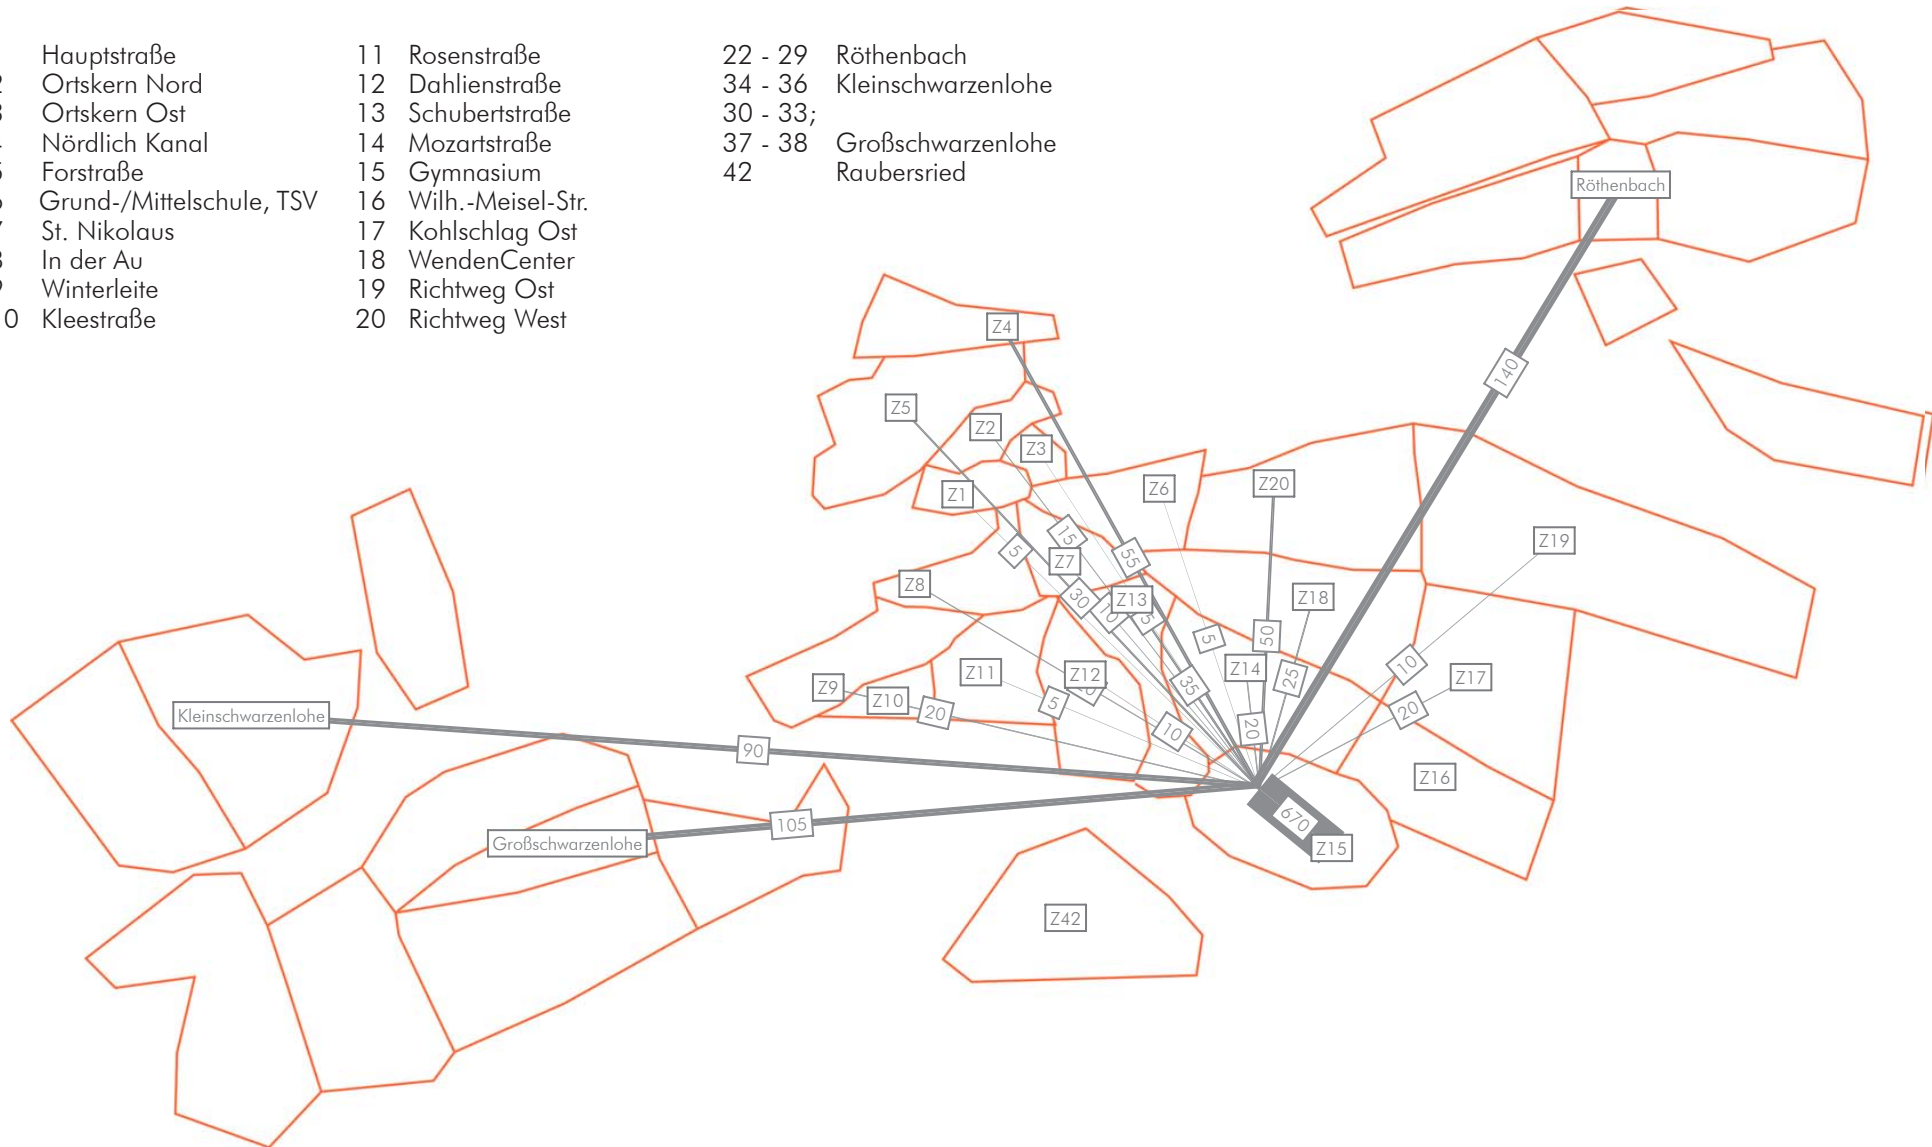 Hauptstraße
Ortskern Nord
Ortskern Ost
Nördlich Kanal
Forstraße
Grund-/Mittelschule, TSV
St. Nikolaus
In der Au
Winterleite
0 Kleestraße
11 Rosenstraße
12 Dahlienstraße
13 Schubertstraße
14 Mozartstraße
15 Gymnasium
16 Wilh.-Meisel-Str.
17 Kohlschlag Ost
18 WendenCenter
19 Richtweg Ost
20 Richtweg West
22 - 29 Röthenbach
34 - 36 Kleinschwarzenlohe
30 - 33;
37 - 38 Großschwarzenlohe
42 Raubersried
Röthenbach
Z4
140
Z5
Z2
Z3
Z1
Z6
Z20
15
Z19
5
55
Z7
Z8
30
Z13
Z18
5
50
Z14
10
Z11
Z12
Z17
Z9
Z10
35
25
5
20
20
Kleinschwarzenlohe
10
20
90
Z16
105
670
Großschwarzenlohe
Z15
Z42